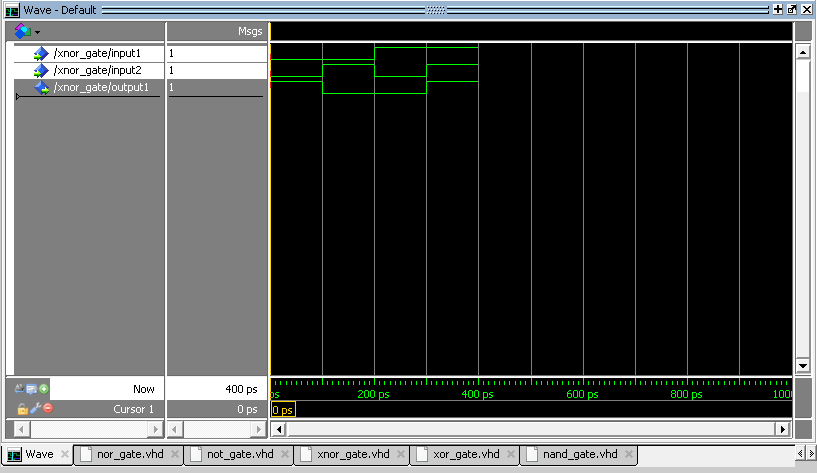 Wave - Default
Msgs
/xnor_gate/input1 1
/xnor_gate/input2 1
/xnor_gate/output1 1
Now 400 ps
ps 200 ps 400 ps 600 ps 800 ps 1000
Cursor 1 0 ps
0 ps
Wave nor_gate.vhd not_gate.vhd xnor_gate.vhd xor_gate.vhd nand_gate.vhd